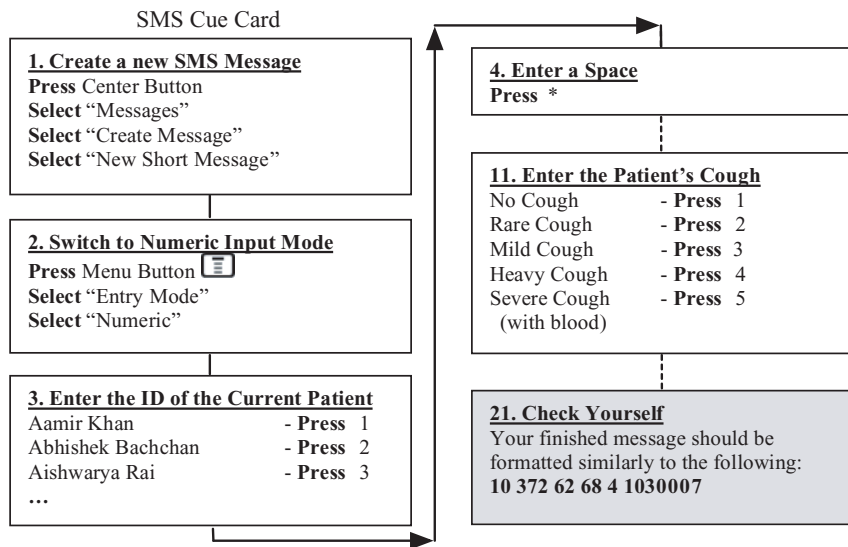 SMS Cue Card
1. Create a new SMS Message
Press Center Button
Select “Messages”
Select “Create Message”
Select “New Short Message”
2. Switch to Numeric Input Mode
Press Menu Button
Select “Entry Mode”
Select “Numeric”
3. Enter the ID of the Current Patient
Aamir Khan - Press 1
Abhishek Bachchan - Press 2
Aishwarya Rai - Press 3
…
4. Enter a Space
Press *
11. Enter the Patient’s Cough
No Cough - Press 1
Rare Cough - Press 2
Mild Cough - Press 3
Heavy Cough - Press 4
Severe Cough - Press 5
(with blood)
21. Check Yourself
Your finished message should be
formatted similarly to the following:
10 372 62 68 4 1030007